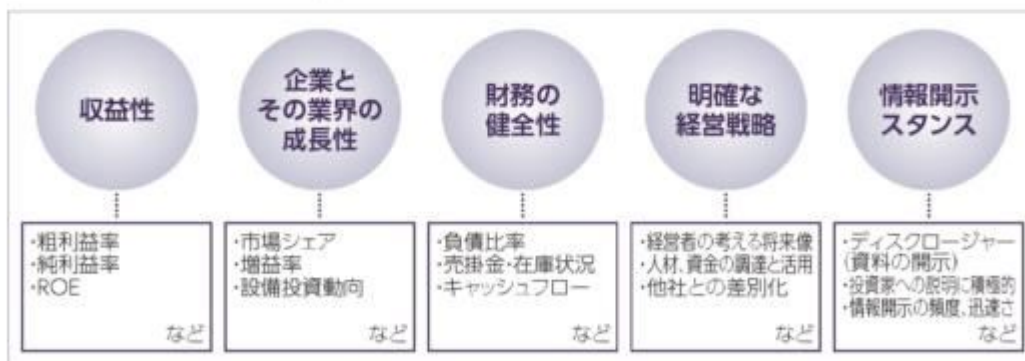 収益性
企業と
その業界の
成長性
財務の
健全性
明確な
経営戦略
情報開示
スタンス
・粗利益率
・純利益率
・ROE
など
・市場シェア
・増益率
・設備投資動向
など
・負債比率
・売掛金・在庫状況
・キャッシュフロー
など
・経営者の考える将来像
・人材、資金の調達と活用
・他社との差別化
など
・ディスクロージャー
(資料の開示)
・投資家への説明に積極的
・情報開示の頻度、迅速さ
など